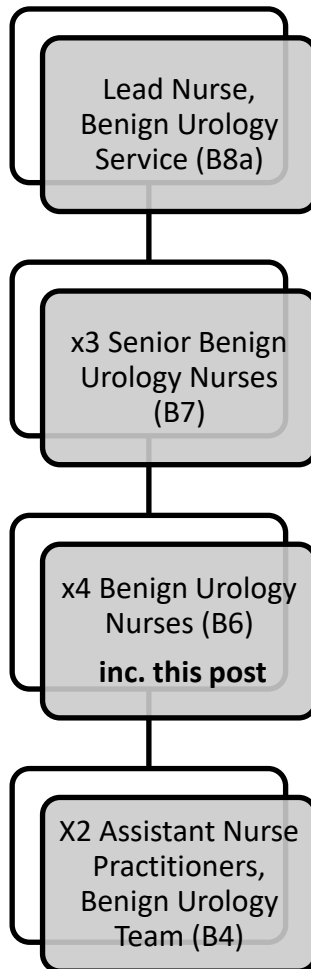 Lead Nurse,
Benign Urology
Service (B8a)
x3 Senior Benign
Urology Nurses
(B7)
x4 Benign Urology
Nurses (B6)
inc. this post
X2 Assistant Nurse
Practitioners,
Benign Urology
Team (B4)